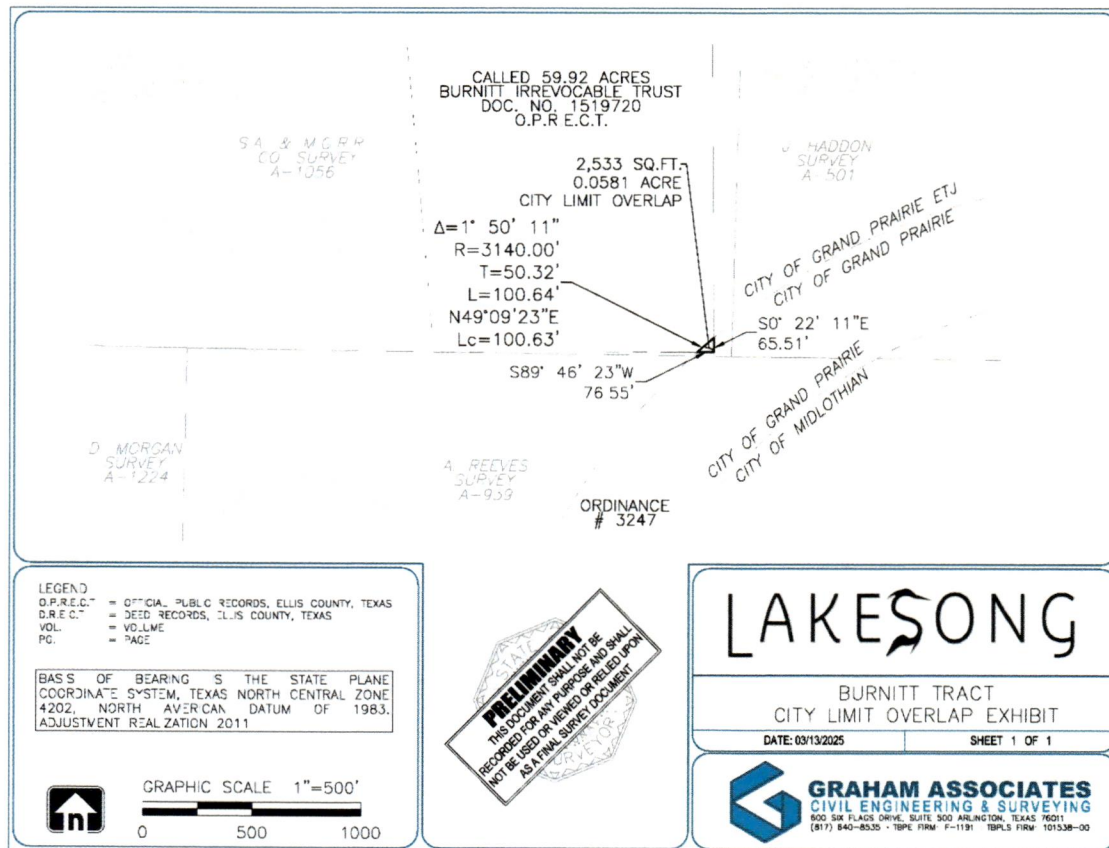 CALLED 59.92 ACRES
BURNITT IRREVOCABLE TRUST
DOC. NO. 1519720
O.P.R E.C.T.
S.A. & M.G.R.R.
CO. SURVEY
A-1056
J. HADDON
SURVEY
A-501
2,533 SQ.FT.
0.0581 ACRE
CITY LIMIT OVERLAP
Δ=1° 50' 11"
R=3140.00'
T=50.32'
L=100.64'
N49°09'23"E
Lc=100.63'
CITY OF GRAND PRAIRIE ETJ
CITY OF GRAND PRAIRIE
S0° 22' 11"E
65.51'
S89° 46' 23"W
76 55'
CITY OF GRAND PRAIRIE
CITY OF MIDLOTHIAN
D. MORGAN
SURVEY
A-1224
A. REEVES
SURVEY
A-939
ORDINANCE
# 3247
LEGEND
O.P.R.E.C.T = OFFICIAL PUBLIC RECORDS, ELLIS COUNTY, TEXAS
D.R.E.C.T = DEED RECORDS, ELLIS COUNTY, TEXAS
VOL. = VOLUME
PG. = PAGE
BAS S OF BEARING S THE STATE PLANE
COORDINATE SYSTEM, TEXAS NORTH CENTRAL ZONE
4202, NORTH AMERICAN DATUM OF 1983.
ADJUSTMENT REAL ZATION 2011
n
GRAPHIC SCALE 1"=500'
0 500 1000
STATE
PRELIMINARY
THIS DOCUMENT SHALL NOT BE
RECORDED FOR ANY PURPOSE AND SHALL
NOT BE USED OR VIEWED OR RELIED UPON
AS A FINAL SURVEY DOCUMENT
SURVEYOR
LAKESONG
BURNITT TRACT
CITY LIMIT OVERLAP EXHIBIT
DATE: 03/13/2025 SHEET 1 OF 1
GRAHAM ASSOCIATES
CIVIL ENGINEERING & SURVEYING
600 SIX FLAGS DRIVE, SUITE 500 ARLINGTON, TEXAS 76011
(817) 640-8535 - TBPE FIRM: F-1191 TBPLS FIRM: 101538-00